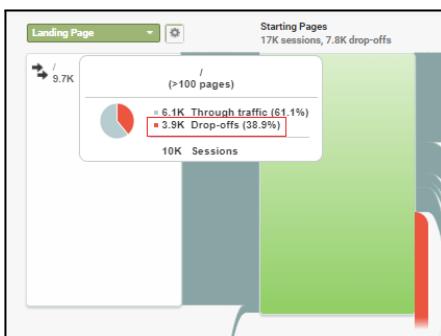 Landing Page
Starting Pages
17K sessions, 7.8K drop-offs
/
9.7K
/
(>100 pages)
6.1K Through traffic (61.1%)
3.9K Drop-offs (38.9%)
10K Sessions